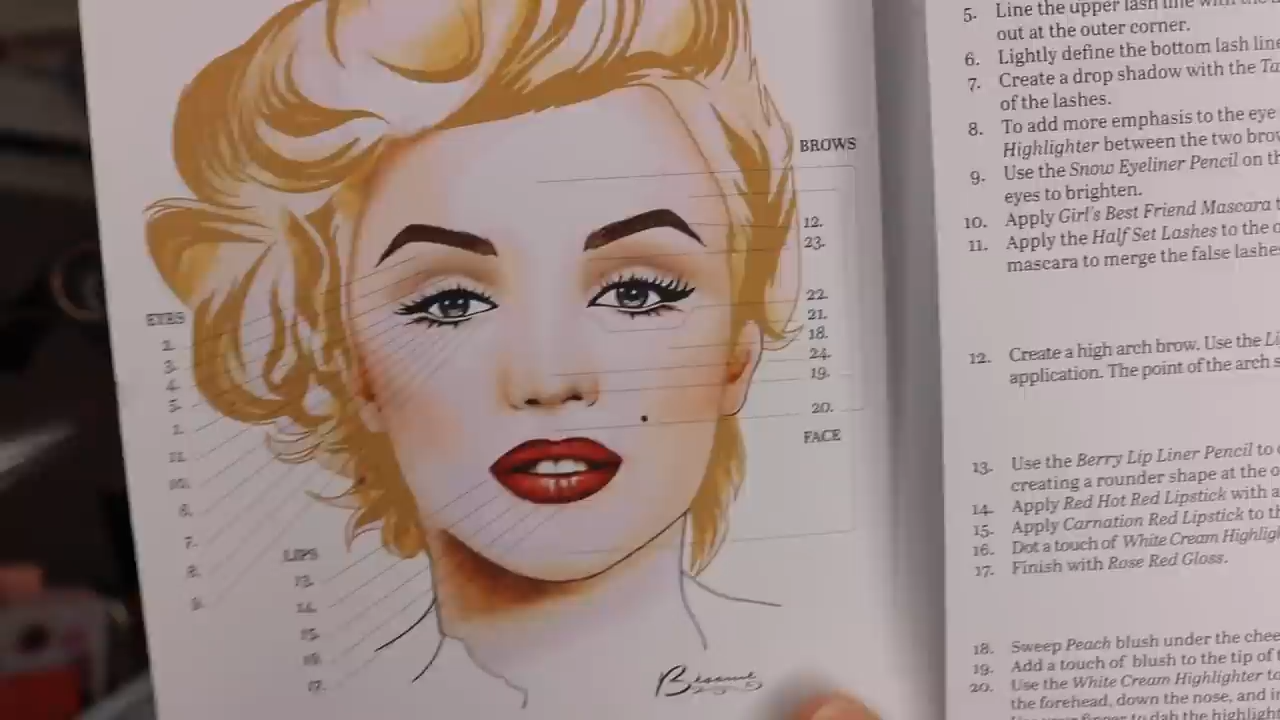 BROWS
12.
23.
22.
21.
18.
24.
19.
20.
FACE
EYES
2.
3.
4.
5.
1.
11.
10.
6.
7.
8.
9.
LIPS
13.
14.
15.
16.
17.
Besame
5. Line the upper lash line with the
out at the outer corner.
6. Lightly define the bottom lash line
7. Create a drop shadow with the
of the lashes.
8. To add more emphasis to the eye
Highlighter between the two
9. Use the Snow Eyeliner Pencil on
eyes to brighten.
10. Apply Girl's Best Friend Mascara
11. Apply the Half Set Lashes to the
mascara to merge the false
12. Create a high arch brow. Use the
application. The point of the arch
13. Use the Berry Lip Liner Pencil to
creating a rounder shape at the
14. Apply Red Hot Red Lipstick with a
15. Apply Carnation Red Lipstick to
16. Dot a touch of White Cream
17. Finish with Rose Red Gloss.
18. Sweep Peach blush under the
19. Add a touch of blush to the tip of
20. Use the White Cream Highlighter to
the forehead, down the nose, and
finger to dab the